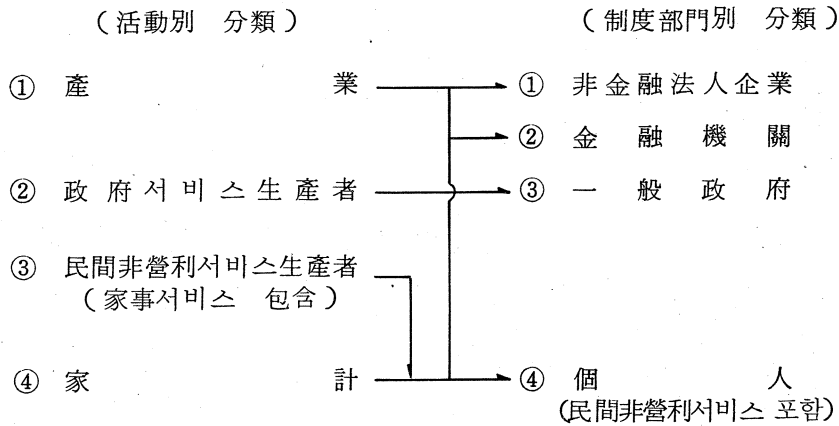 (活動別 分類)
(制度部門別 分類)
① 產 業
① 非金融法人企業
② 金融機關
② 政府서비스生產者
③ 一般政府
③ 民間非營利서비스生產者
(家事서비스 包含)
④ 家 計
④ 個 人
(民間非營利서비스 포함)